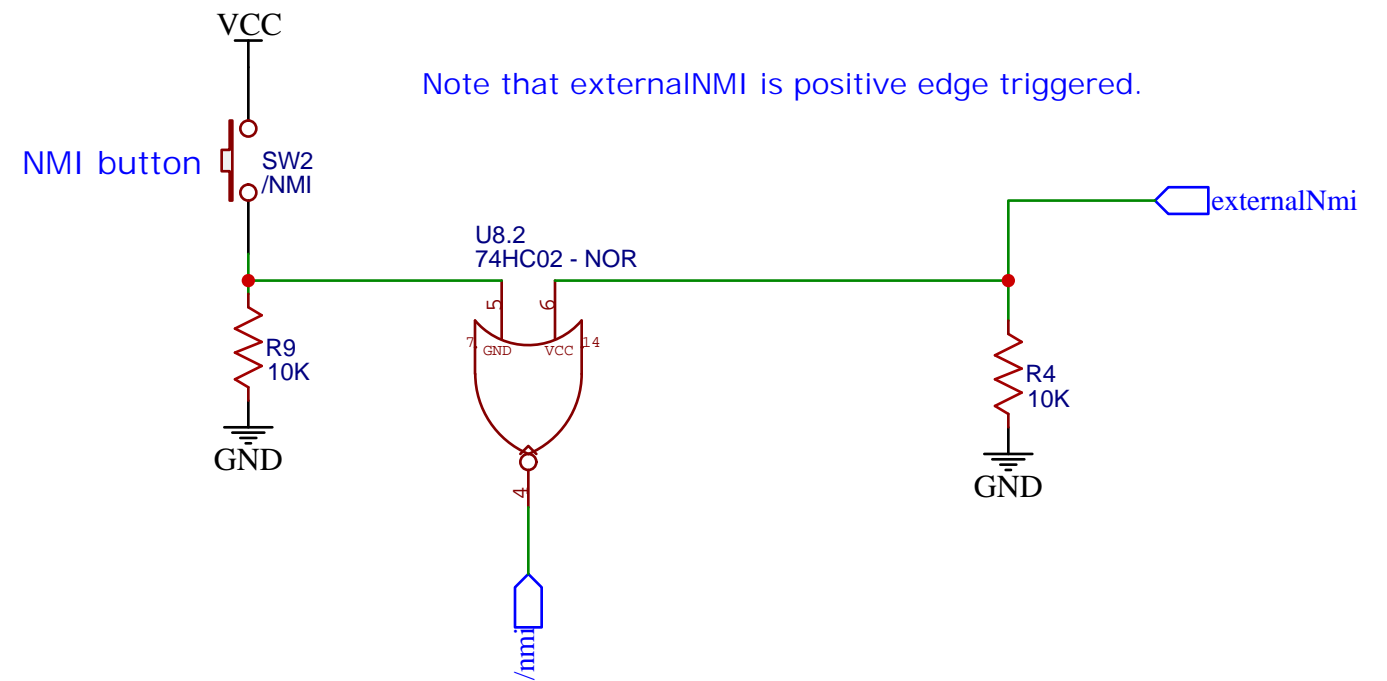 VCC
Note that externalNMI is positive edge triggered.
NMI button
SW2
/NMI
externalNmi
U8.2
74HC02 - NOR
5
6
7
GND
VCC
14
R9
10K
GND
R4
10K
GND
4
/nmi